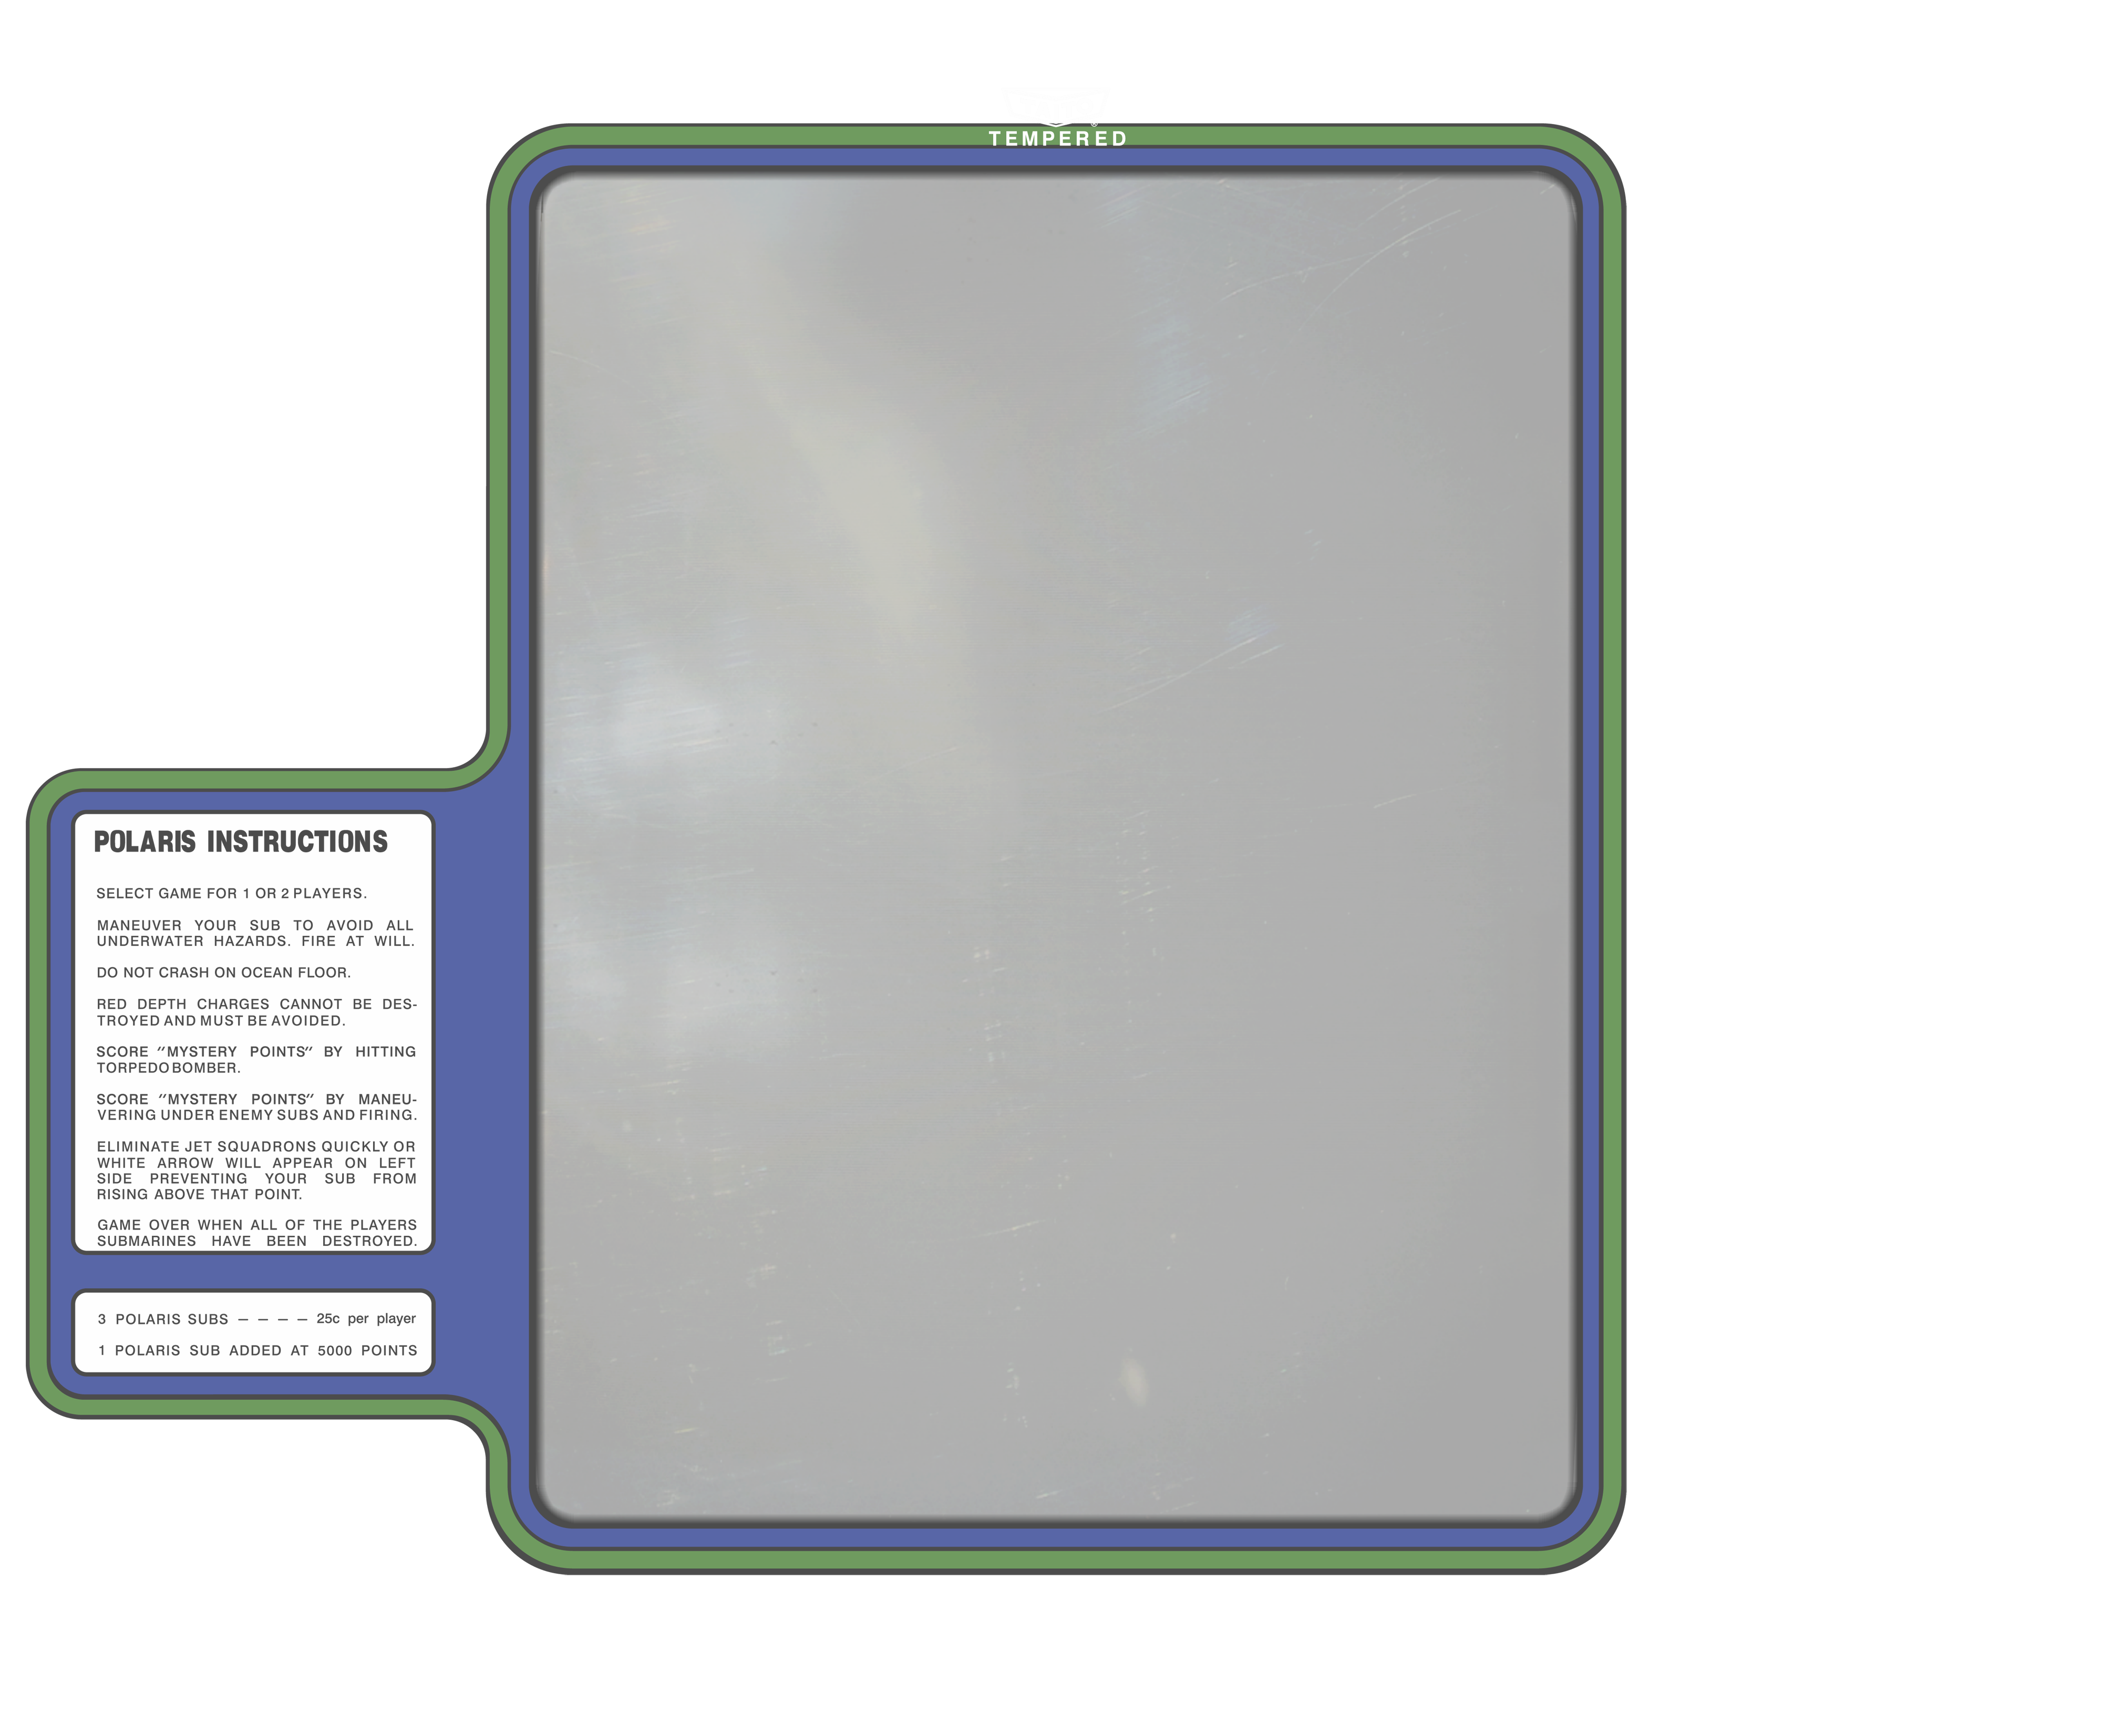 TEMPERED
POLARIS INSTRUCTIONS
SELECT GAME FOR 1 OR 2 PLAYERS.
MANEUVER YOUR SUB TO AVOID ALL
UNDERWATER HAZARDS. FIRE AT WILL.
DO NOT CRASH ON OCEAN FLOOR.
RED DEPTH CHARGES CANNOT BE DES-
TROYED AND MUST BE AVOIDED.
SCORE "MYSTERY POINTS" BY HITTING
TORPEDO BOMBER.
SCORE "MYSTERY POINTS" BY MANEU-
VERING UNDER ENEMY SUBS AND FIRING.
ELIMINATE JET SQUADRONS QUICKLY OR
WHITE ARROW WILL APPEAR ON LEFT
SIDE PREVENTING YOUR SUB FROM
RISING ABOVE THAT POINT.
GAME OVER WHEN ALL OF THE PLAYERS
SUBMARINES HAVE BEEN DESTROYED.
3 POLARIS SUBS — — — — 25c per player
1 POLARIS SUB ADDED AT 5000 POINTS